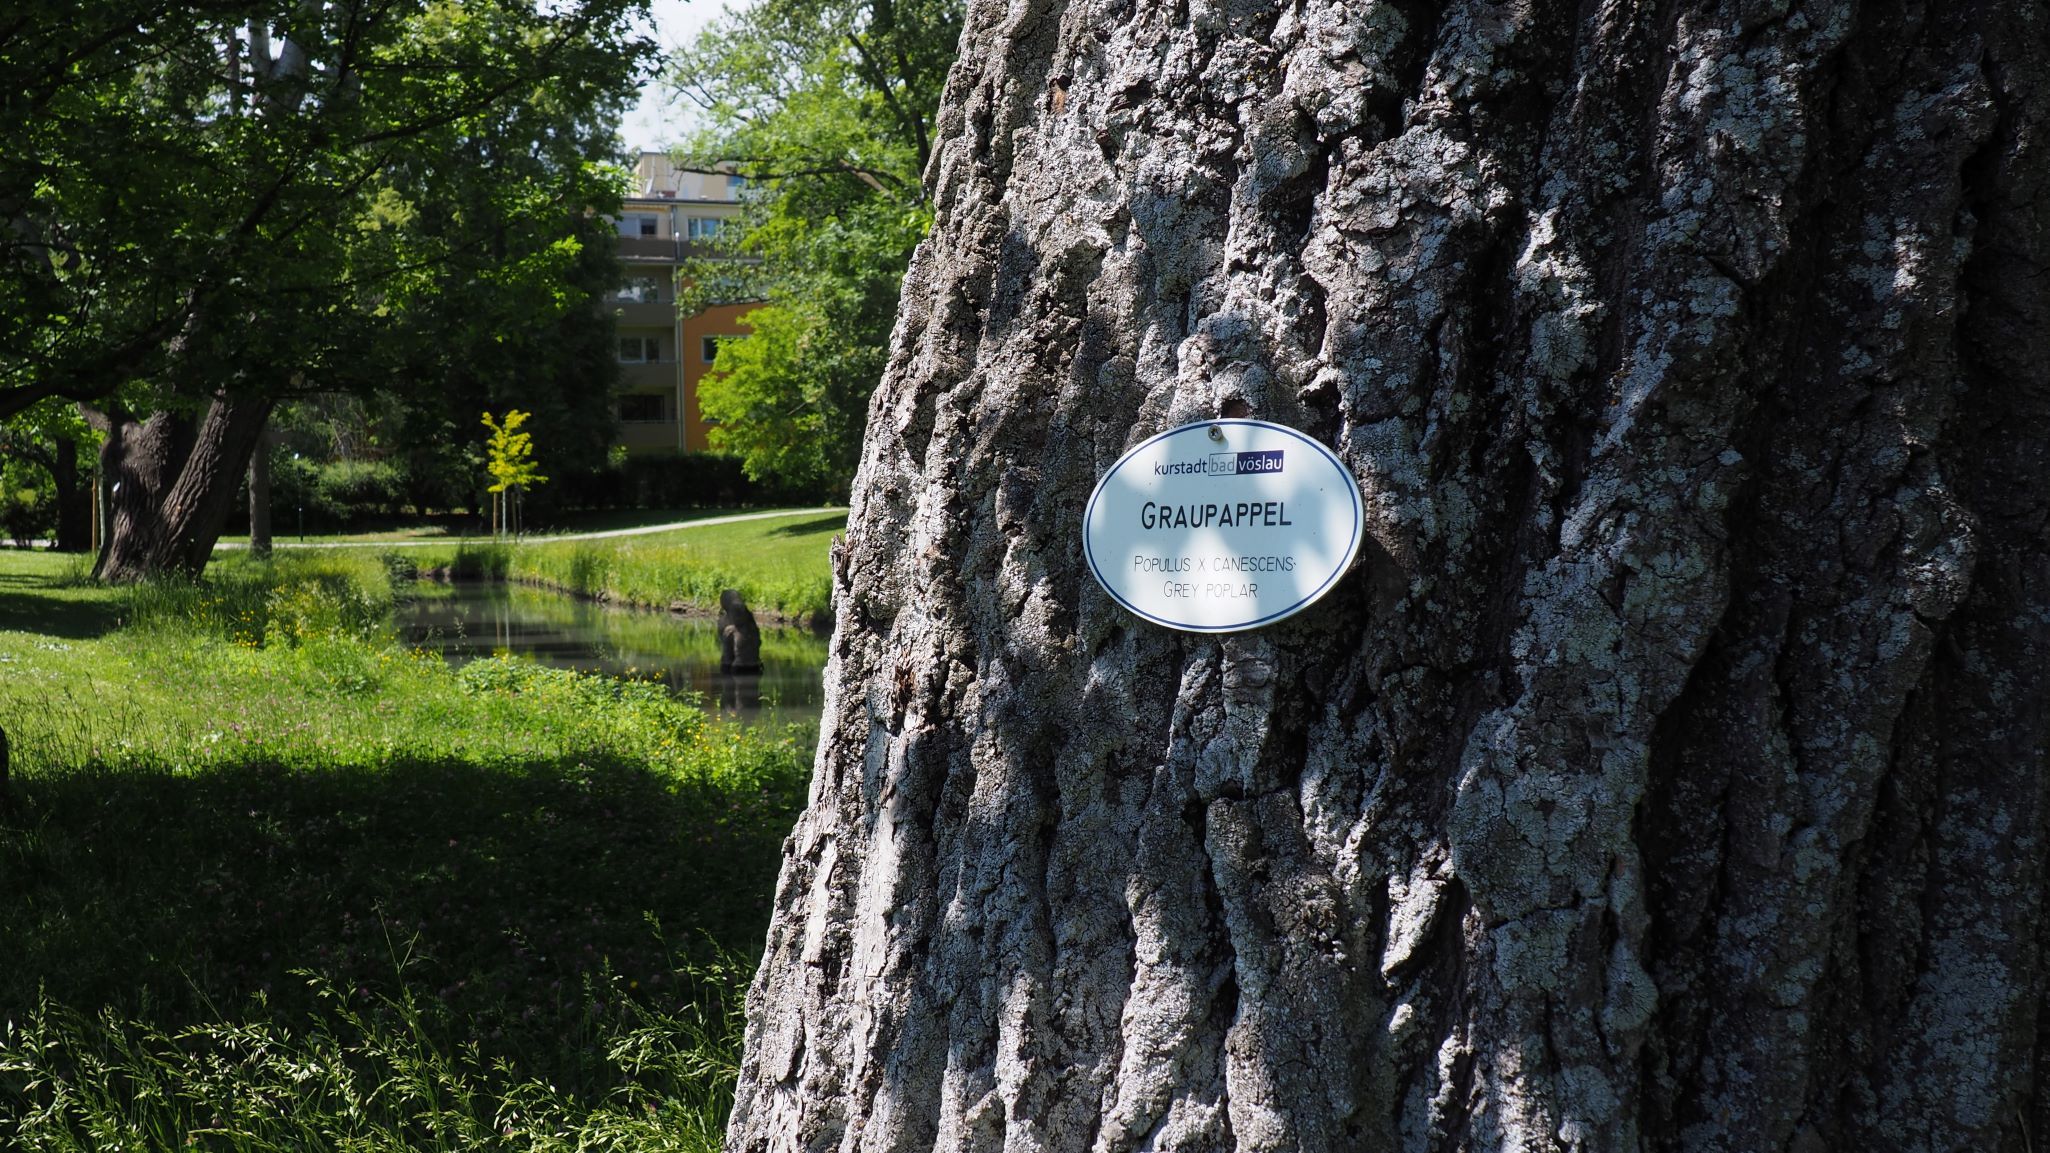 kurstadt bad vöslau
GRAUPAPPEL
POPULUS X CANESCENS
GREY POPLAR